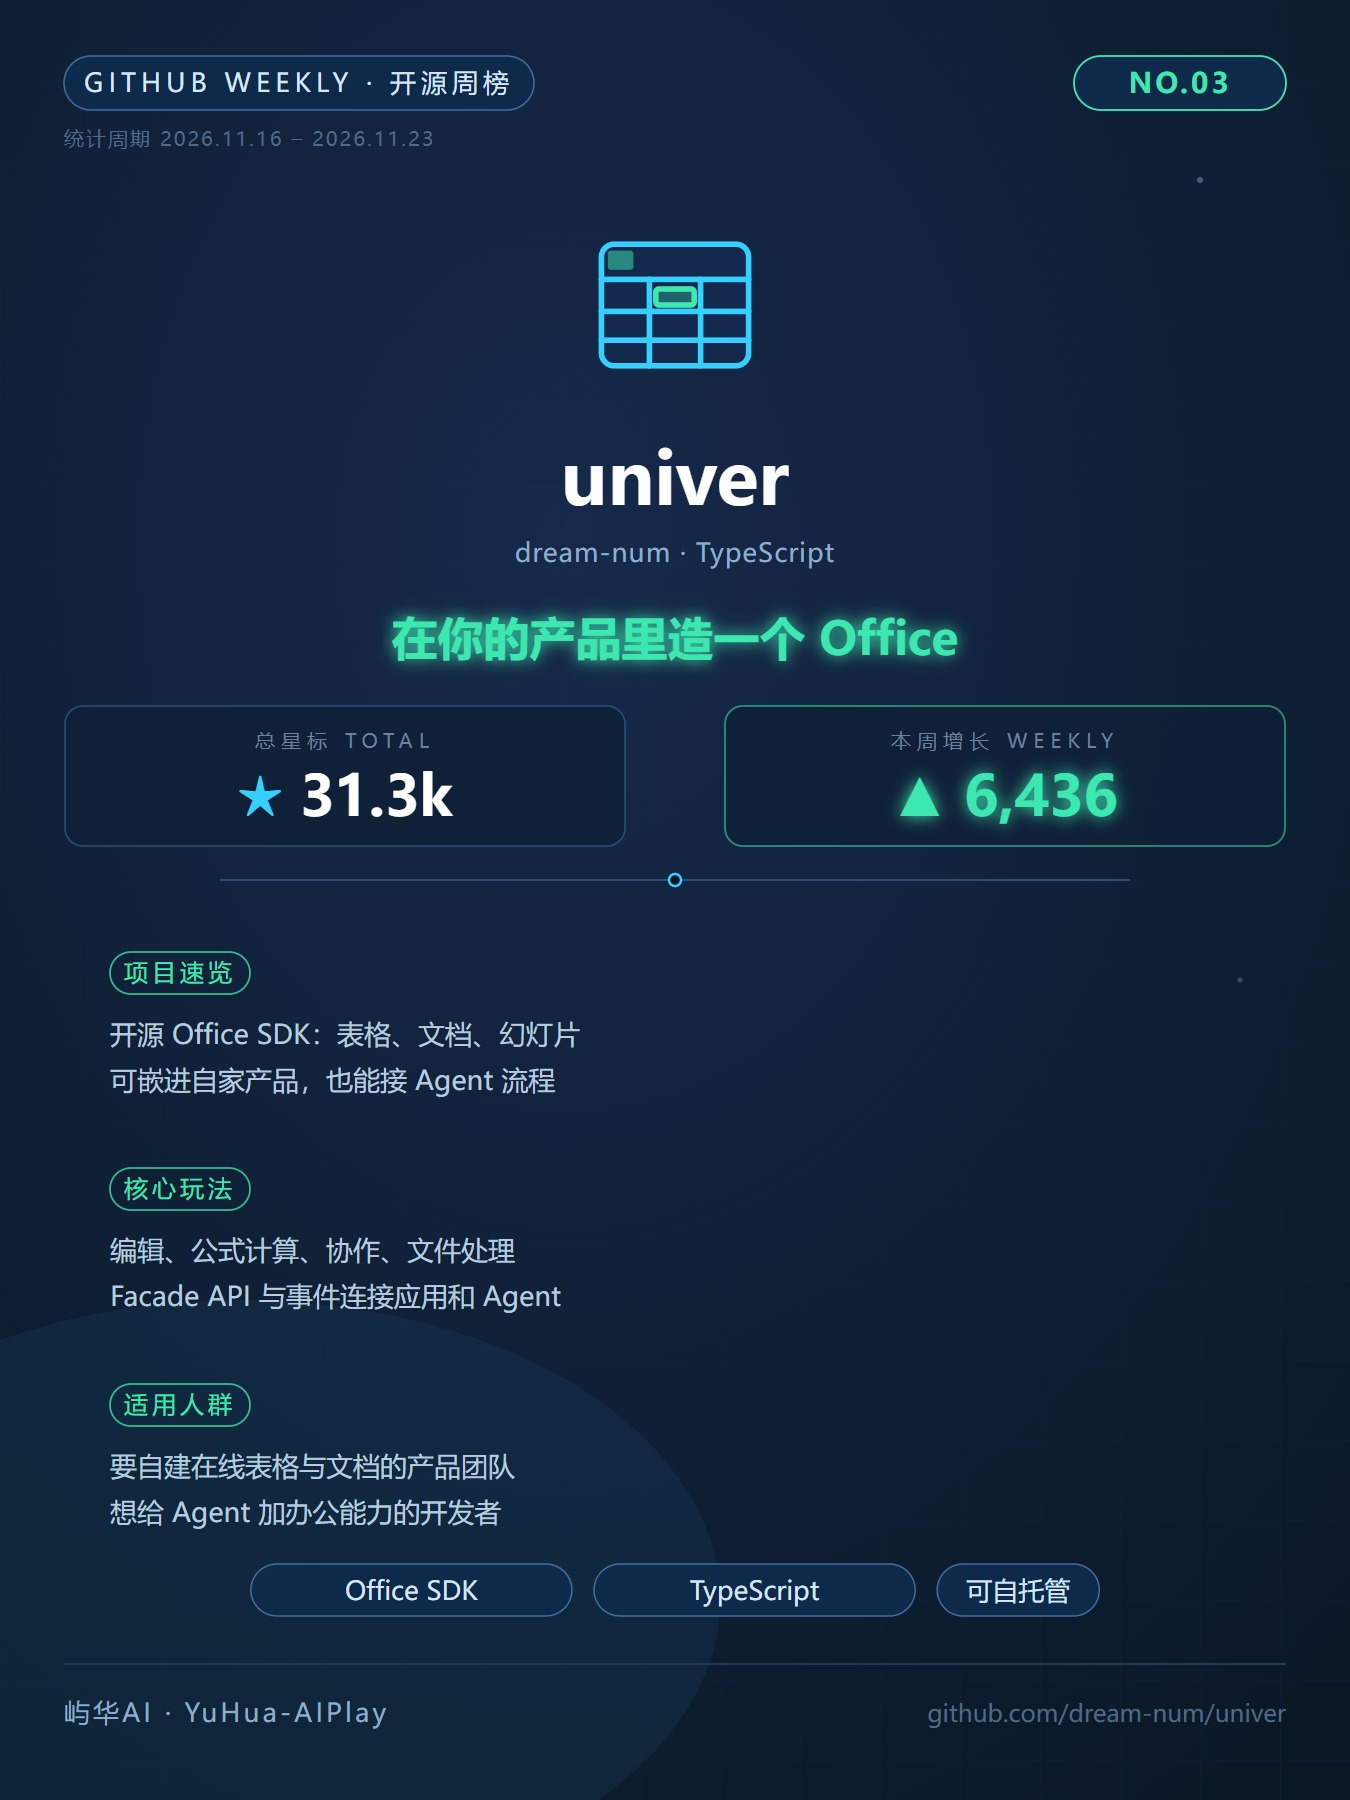 GITHUB WEEKLY · 开源周榜
NO.03
统计周期 2026.11.16 – 2026.11.23
univer
dream-num · TypeScript
在你的产品里造一个 Office
总星标 TOTAL
★ 31.3k
本周增长 WEEKLY
▲ 6,436
项目速览
开源 Office SDK：表格、文档、幻灯片
可嵌进自家产品，也能接 Agent 流程
核心玩法
编辑、公式计算、协作、文件处理
Facade API 与事件连接应用和 Agent
适用人群
要自建在线表格与文档的产品团队
想给 Agent 加办公能力的开发者
Office SDK
TypeScript
可自托管
屿华AI · YuHua-AIPlay
github.com/dream-num/univer